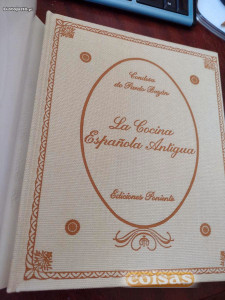 Condesa
de Pardo-Bazán
La Cocina
Española Antigua
Ediciones Poniente
coisas